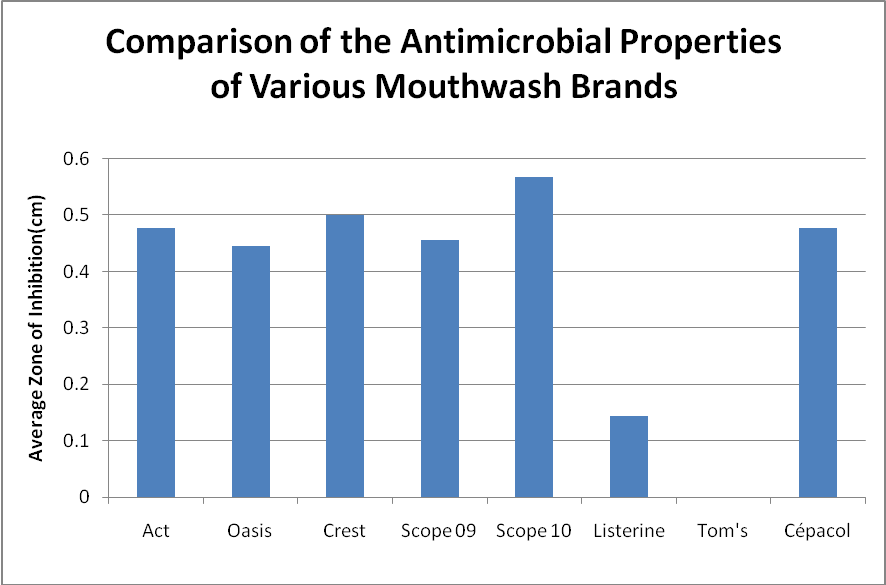 Comparison of the Antimicrobial Properties
of Various Mouthwash Brands
Average Zone of Inhibition(cm)
0.6
0.5
0.4
0.3
0.2
0.1
0
Act Oasis Crest Scope 09 Scope 10 Listerine Tom's Cépacol